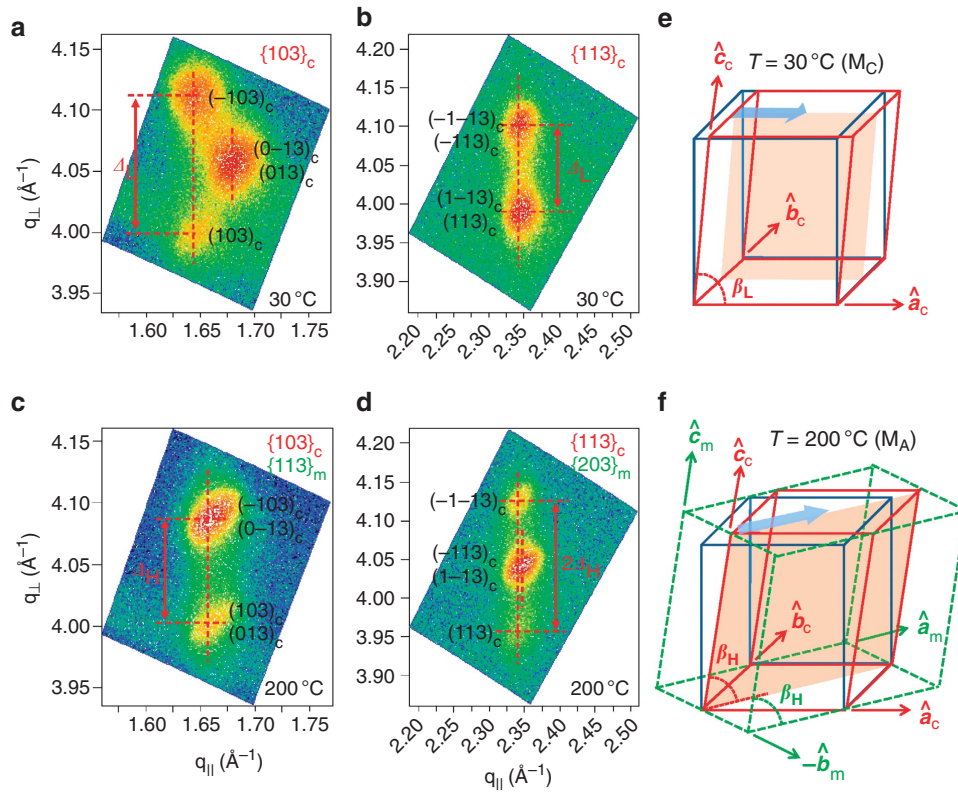 a
4.15
4.10
4.05
4.00
3.95
q⊥ (Å−1)
{103}c
(−103)c
(0−13)c
(013)c
(103)c
ΔL
30 °C
1.60 1.65 1.70 1.75
b
4.20
4.15
4.10
4.05
4.00
3.95
3.90
{113}c
(−1−13)c
(−113)c
(1−13)c
(113)c
ΔL
30 °C
2.20 2.25 2.30 2.35 2.40 2.45 2.50
e
T = 30 °C (MC)
ĉc
b̂c
βL
âc
c
4.15
4.10
4.05
4.00
3.95
q⊥ (Å−1)
{103}c
{113}m
(−103)c
(0−13)c
ΔH
(103)c
(013)c
200 °C
1.60 1.65 1.70 1.75
q|| (Å−1)
d
4.20
4.15
4.10
4.05
4.00
3.95
3.90
{113}c
{203}m
(−1−13)c
(−113)c
(1−13)c
2ΔH
(113)c
200 °C
2.20 2.25 2.30 2.35 2.40 2.45 2.50
q|| (Å−1)
f
T = 200 °C (MA)
ĉm
ĉc
b̂c
âm
βH
βH
âc
−b̂m